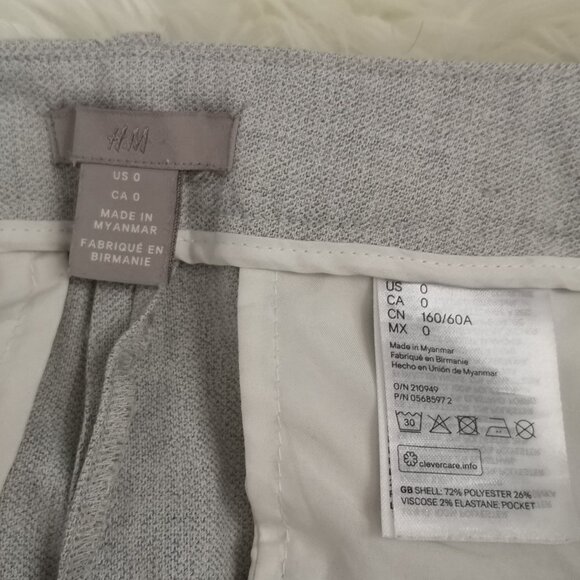 H&M
US 0
CA 0
MADE IN
MYANMAR
FABRIQUÉ EN
BIRMANIE
US 0
CA 0
CN 160/60A
MX 0
Made in Myanmar
Fabriqué en Birmanie
Hecho en Unión de Myanmar
O/N 210949
P/N 0568597 2
30
clevercare.info
GB SHELL: 72% POLYESTER 26%
VISCOSE 2% ELASTANE; POCKET